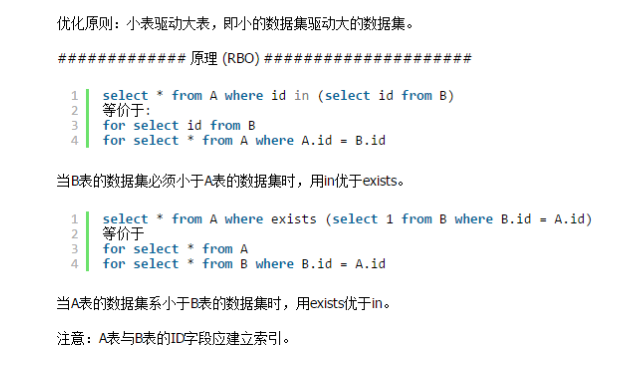 优化原则：小表驱动大表，即小的数据集驱动大的数据集。
############# 原理 (RBO) #####################
1 select * from A where id in (select id from B)
2 等价于:
3 for select id from B
4 for select * from A where A.id = B.id
当B表的数据集必须小于A表的数据集时，用in优于exists。
1 select * from A where exists (select 1 from B where B.id = A.id)
2 等价于
3 for select * from A
4 for select * from B where B.id = A.id
当A表的数据集系小于B表的数据集时，用exists优于in。
注意：A表与B表的ID字段应建立索引。